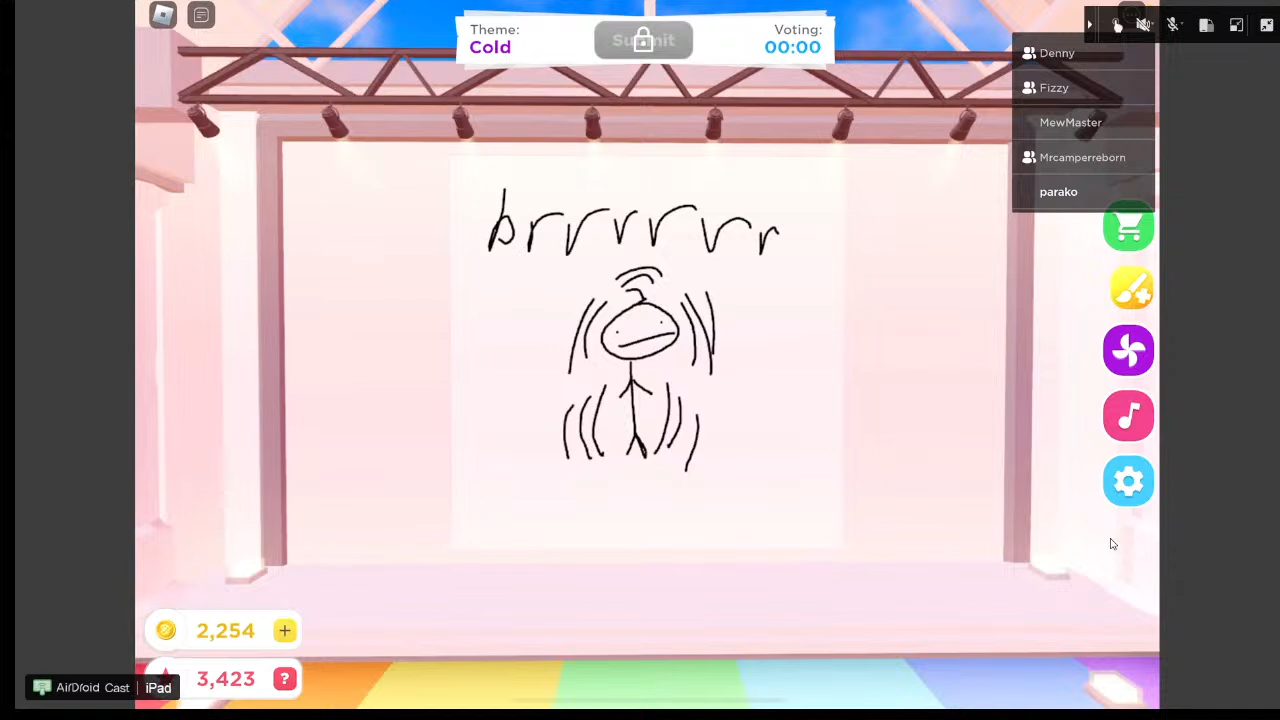 Theme:
Cold
Submit
Voting:
00:00
Denny
Fizzy
MewMaster
Mrcamperreborn
parako
brrrrrr
2,254
+
3,423
?
AirDroid Cast | iPad